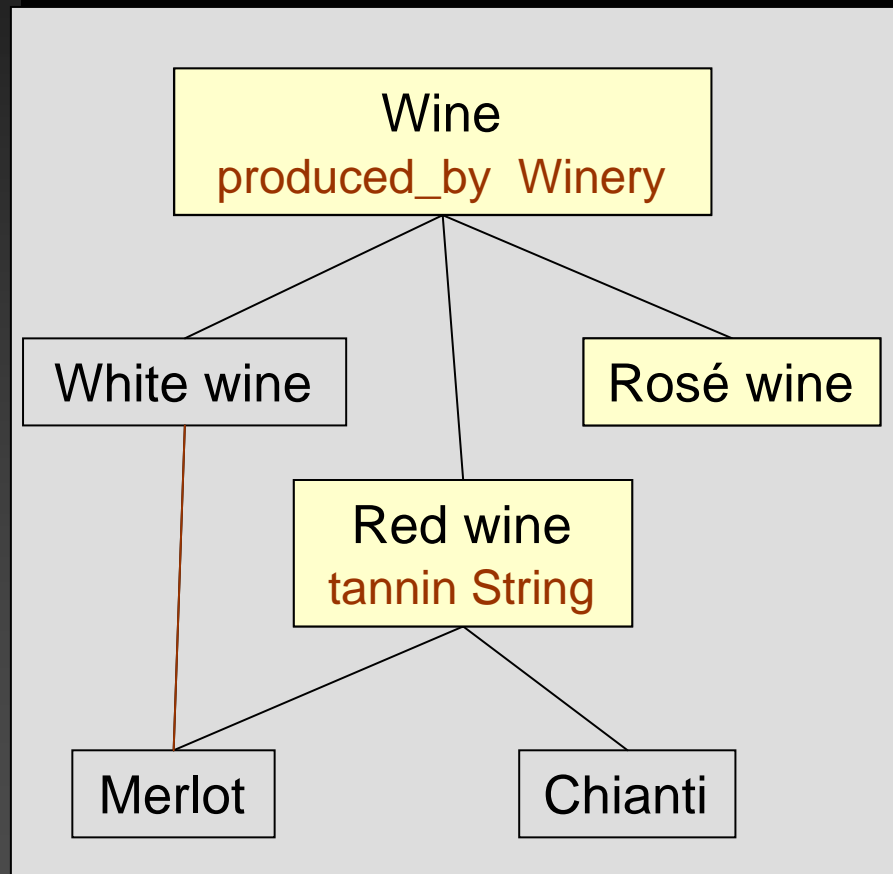 Wine
produced_by Winery
White wine
Rosé wine
Red wine
tannin String
Merlot
Chianti